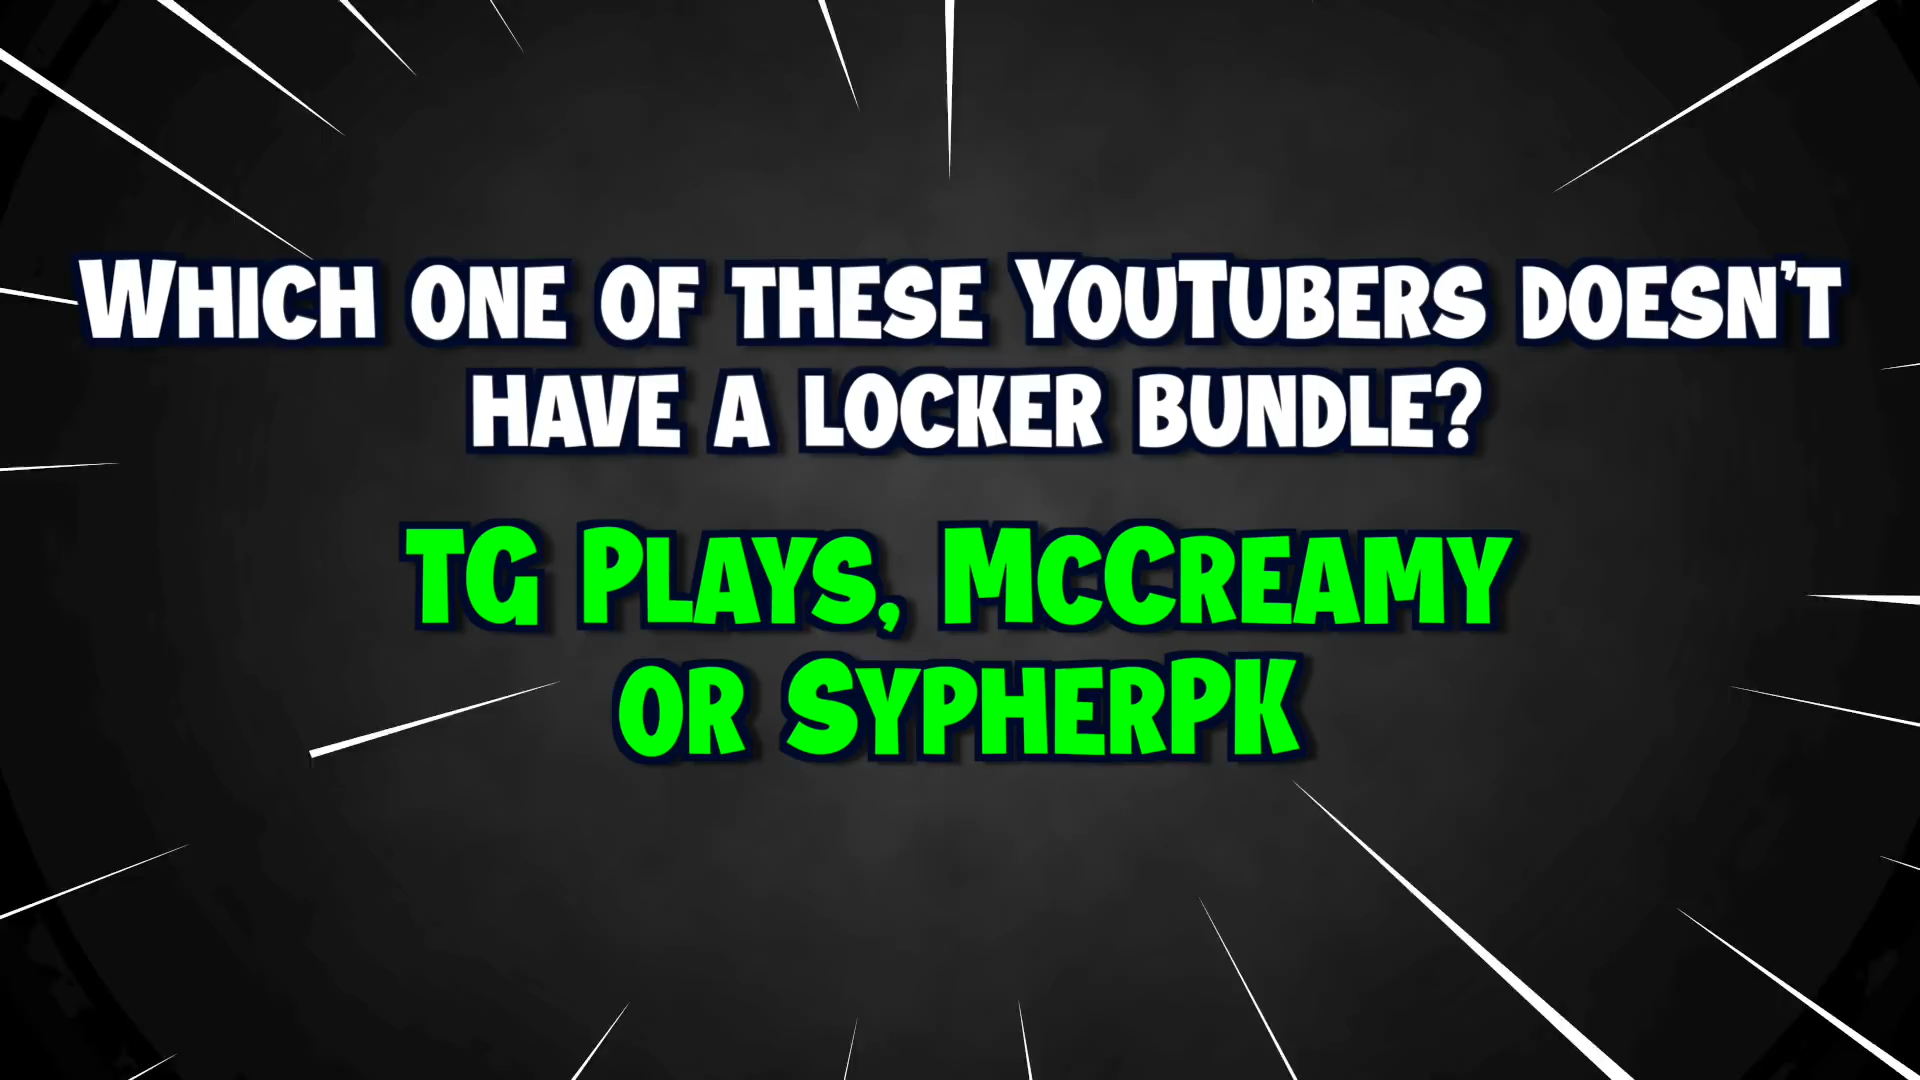 Which one of these YouTubers doesn't
have a locker bundle?
TG Plays, McCreamy
or SypherPK